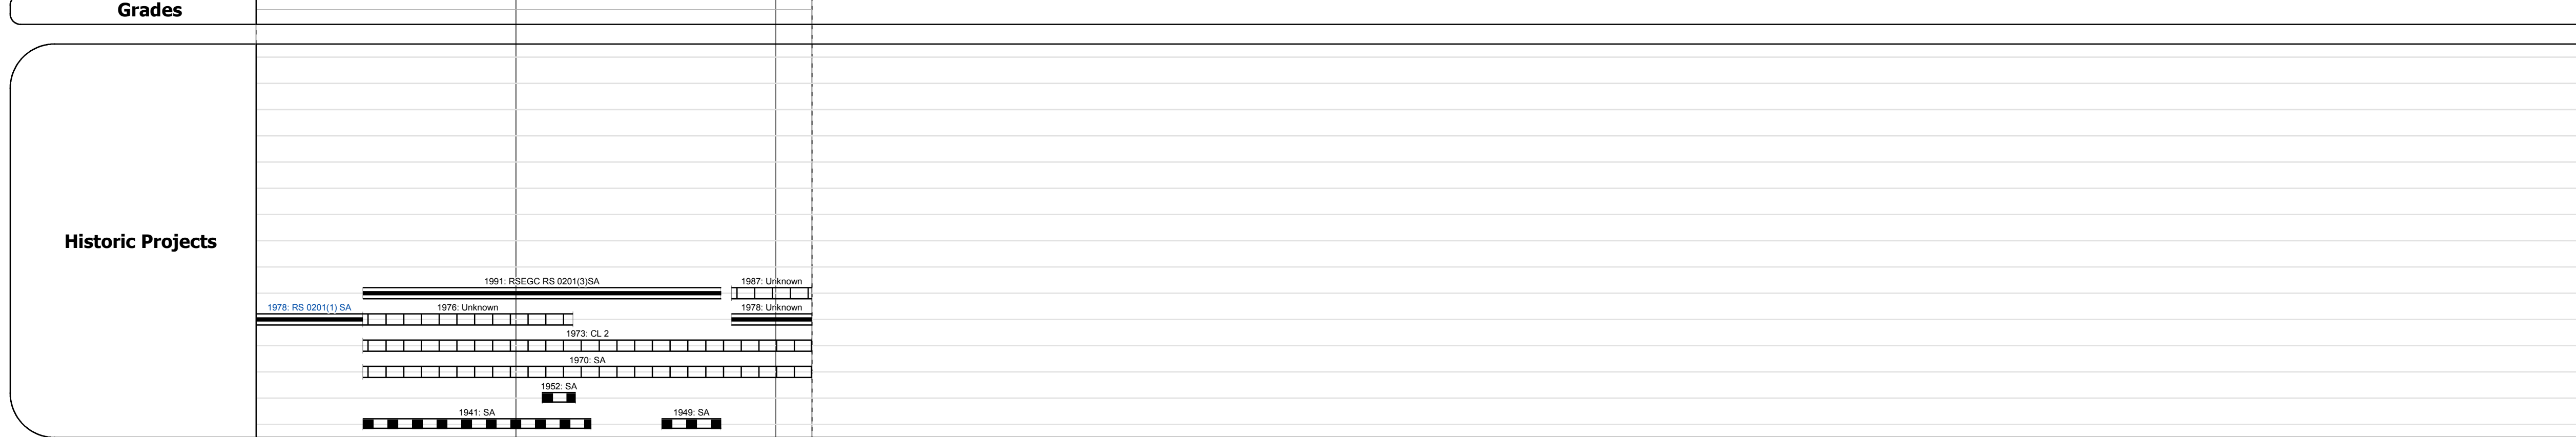 Grades
Historic Projects
1991: RSEGC RS 0201(3)SA
1987: Unknown
1978: RS 0201(1) SA
1976: Unknown
1978: Unknown
1973: CL 2
1970: SA
1952: SA
1941: SA
1949: SA